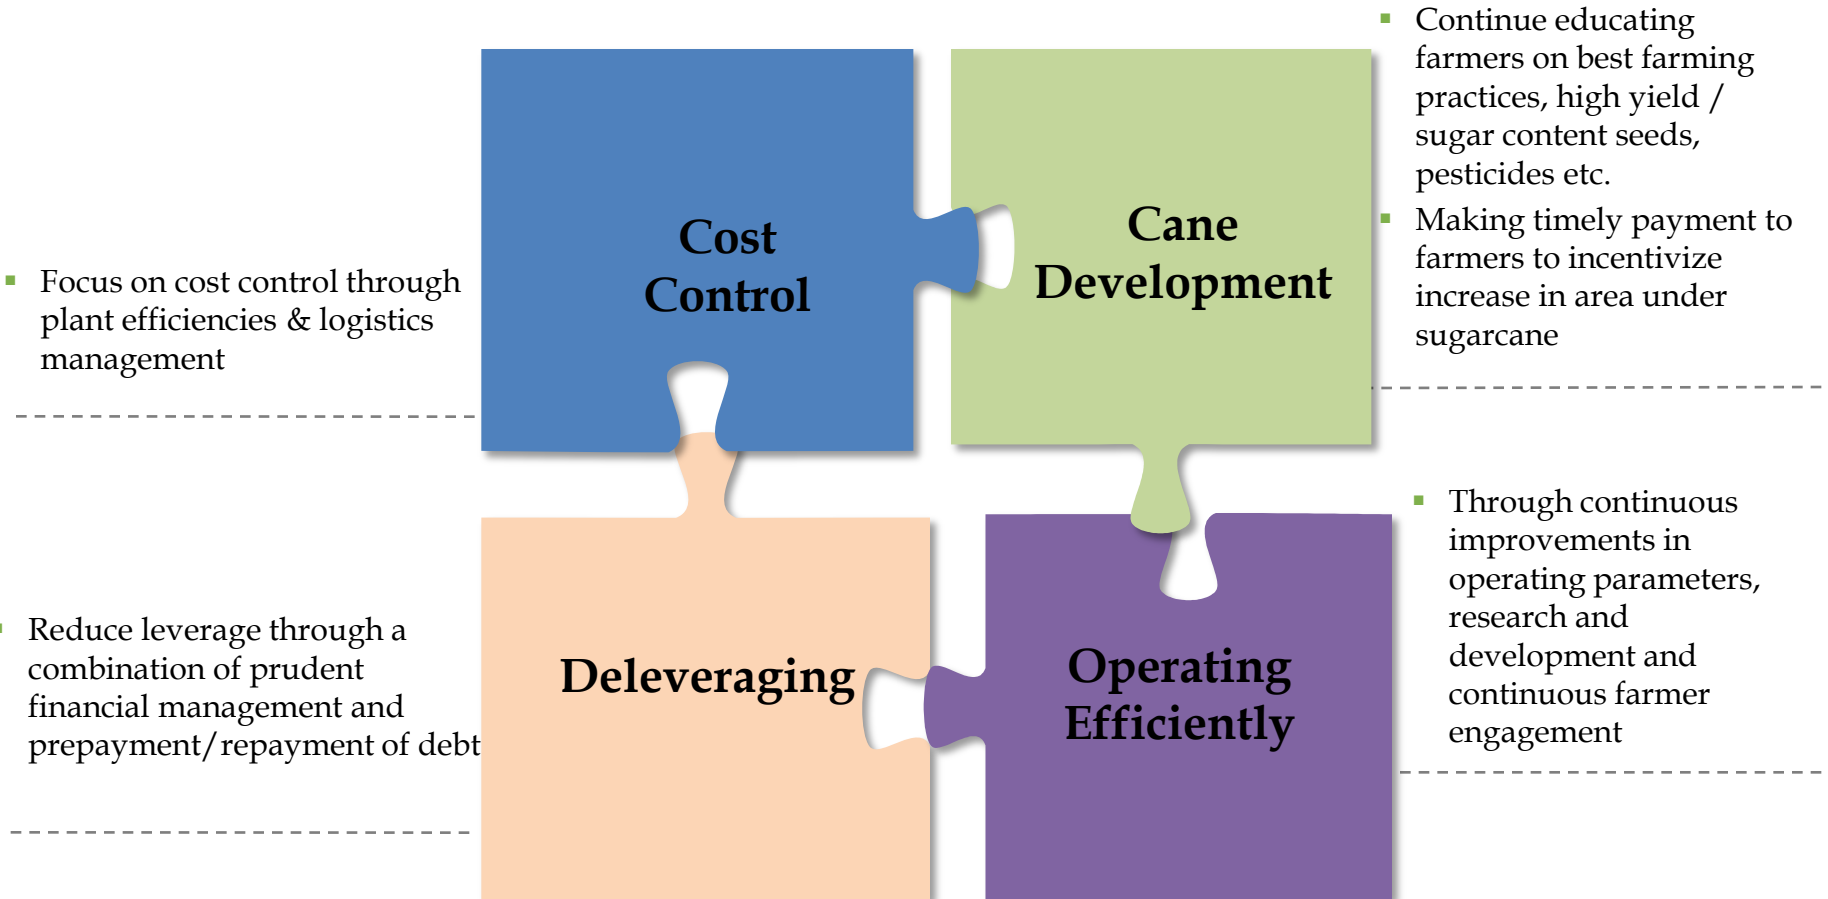 ▪ Focus on cost control through
plant efficiencies & logistics
management
Cost
Control
Cane
Development
▪ Continue educating
farmers on best farming
practices, high yield /
sugar content seeds,
pesticides etc.
▪ Making timely payment to
farmers to incentivize
increase in area under
sugarcane
▪ Reduce leverage through a
combination of prudent
financial management and
prepayment/repayment of debt
Deleveraging
Operating
Efficiently
▪ Through continuous
improvements in
operating parameters,
research and
development and
continuous farmer
engagement